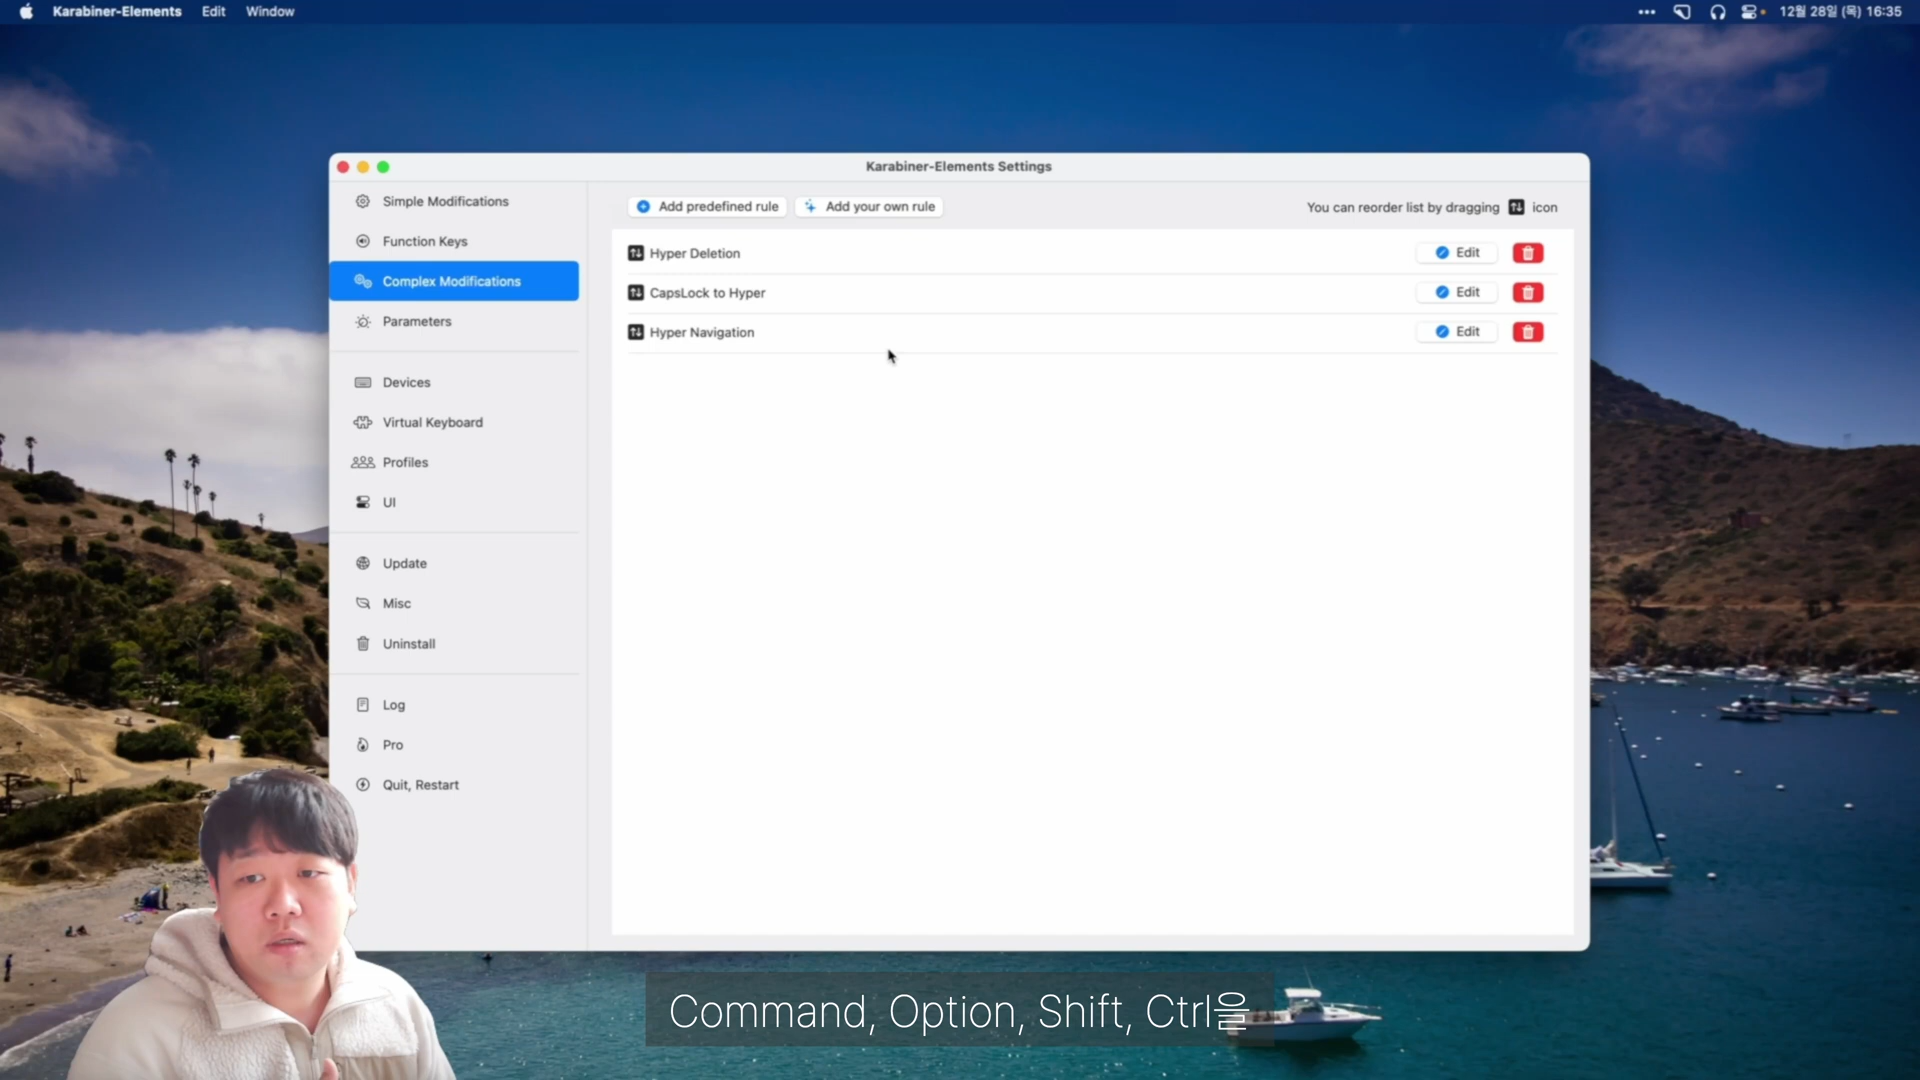 Karabiner-Elements Edit Window
12월 28일 (목) 16:35
Karabiner-Elements Settings
Simple Modifications
Function Keys
Complex Modifications
Parameters
Devices
Virtual Keyboard
Profiles
UI
Update
Misc
Uninstall
Log
Pro
Quit, Restart
Add predefined rule
Add your own rule
You can reorder list by dragging icon
Hyper Deletion
Edit
CapsLock to Hyper
Edit
Hyper Navigation
Edit
Command, Option, Shift, Ctrl을